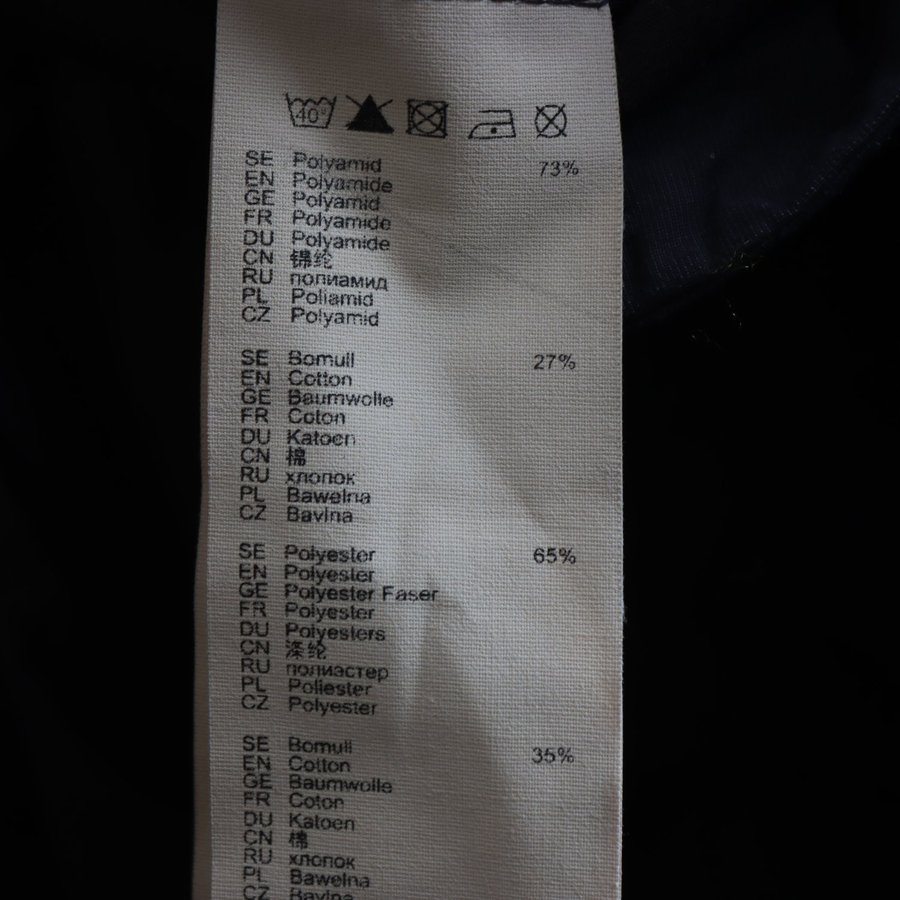 40°
SE Polyamid 73%
EN Polyamide
GE Polyamid
FR Polyamide
DU Polyamide
CN 锦纶
RU полиамид
PL Poliamid
CZ Polyamid
SE Bomull 27%
EN Cotton
GE Baumwolle
FR Coton
DU Katoen
CN 棉
RU хлопок
PL Bawelna
CZ Bavlna
SE Polyester 65%
EN Polyester
GE Polyester Faser
FR Polyester
DU Polyesters
CN 涤纶
RU полиэстер
PL Poliester
CZ Polyester
SE Bomull 35%
EN Cotton
GE Baumwolle
FR Coton
DU Katoen
CN 棉
RU хлопок
PL Bawelna
CZ Bavlna